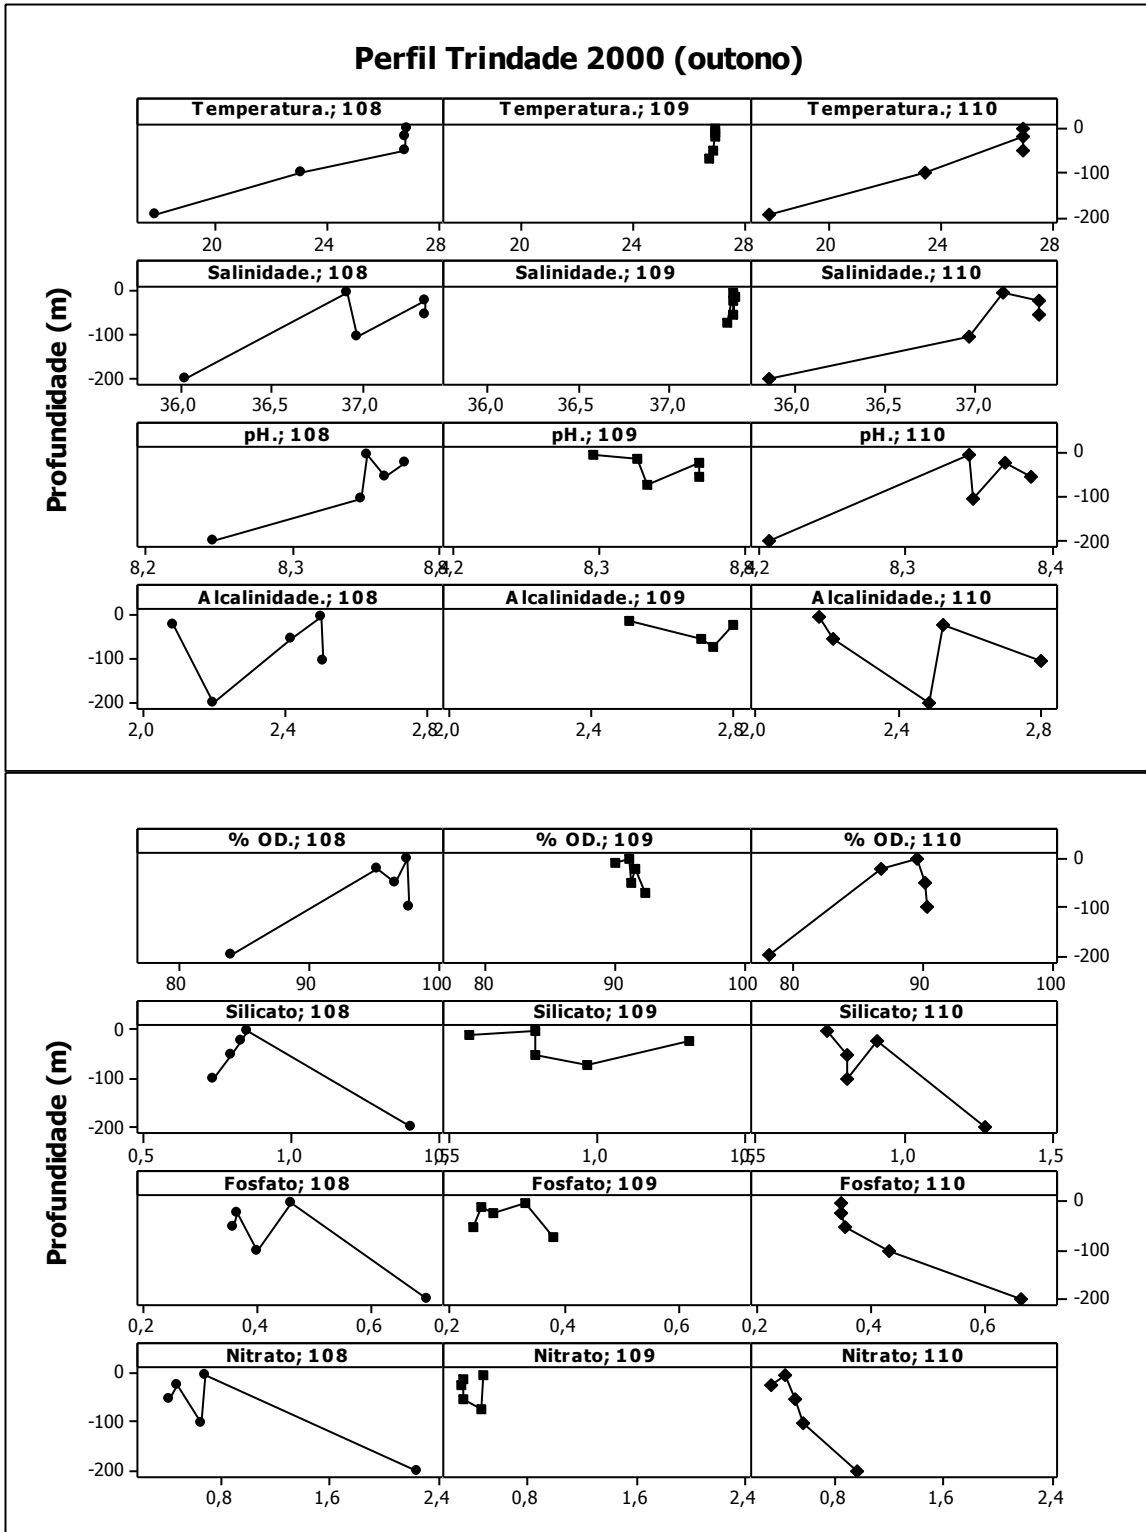 Perfil Trindade 2000 (outono)
Temperatura.; 108 Temperatura.; 109 Temperatura.; 110
0
-100
-200
20 24 28 20 24 28 20 24 28
Salinidade.; 108 Salinidade.; 109 Salinidade.; 110
0
-100
-200
36,0 36,5 37,0 36,0 36,5 37,0 36,0 36,5 37,0
Profundidade (m)
pH.; 108 pH.; 109 pH.; 110
0
-100
-200
8,2 8,3 8,4 8,2 8,3 8,4 8,2 8,3 8,4
Alcalinidade.; 108 Alcalinidade.; 109 Alcalinidade.; 110
0
-100
-200
2,0 2,4 2,8 2,0 2,4 2,8 2,0 2,4 2,8
% OD.; 108 % OD.; 109 % OD.; 110
0
-100
-200
80 90 100 80 90 100 80 90 100
Silicato; 108 Silicato; 109 Silicato; 110
0
-100
-200
0,5 1,0 1,5 0,5 1,0 1,5 0,5 1,0 1,5
Profundidade (m)
Fosfato; 108 Fosfato; 109 Fosfato; 110
0
-100
-200
0,2 0,4 0,6 0,2 0,4 0,6 0,2 0,4 0,6
Nitrato; 108 Nitrato; 109 Nitrato; 110
0
-100
-200
0,8 1,6 2,4 0,8 1,6 2,4 0,8 1,6 2,4